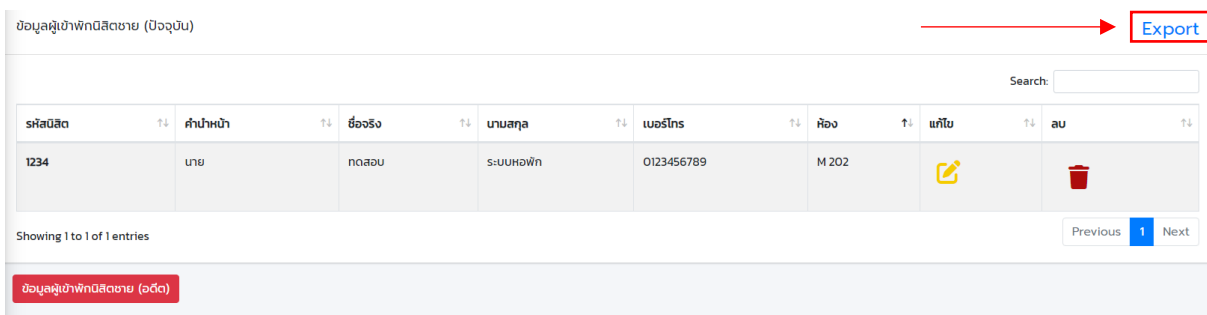 ข้อมูลผู้เข้าพักนิสิตชาย (ปัจจุบัน) Export
Search:
รหัสนิสิต คำนำหน้า ชื่อจริง นามสกุล เบอร์โทร ห้อง แก้ไข ลบ
1234 นาย ทดสอบ ระบบหอพัก 0123456789 M 202
Showing 1 to 1 of 1 entries Previous 1 Next
ข้อมูลผู้เข้าพักนิสิตชาย (อดีต)